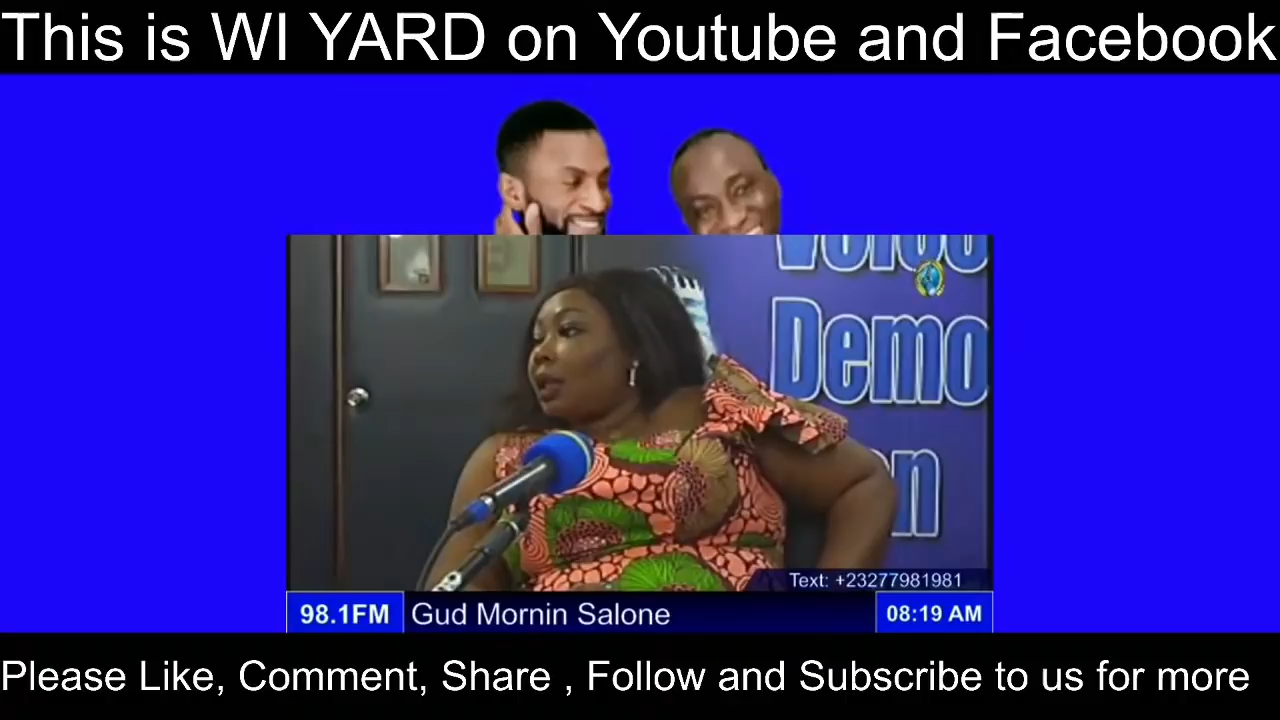 This is WI YARD on Youtube and Facebook
Demo
Text: +23277981981
98.1FM Gud Mornin Salone 08:19 AM
Please Like, Comment, Share , Follow and Subscribe to us for more